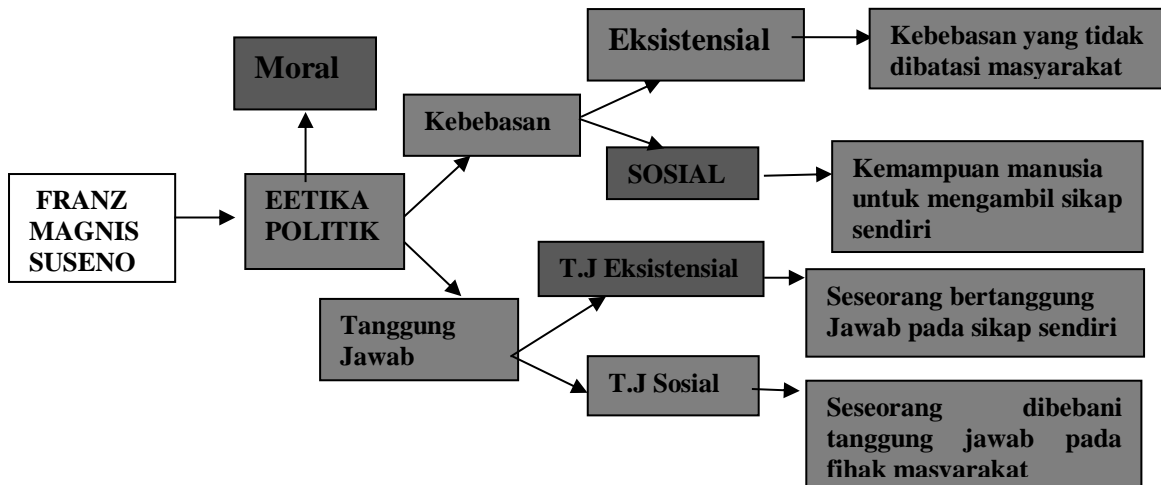 Moral
Eksistensial
Kebebasan yang tidak
dibatasi masyarakat
Kebebasan
SOSIAL
Kemampuan manusia
untuk mengambil sikap
sendiri
FRANZ
MAGNIS
SUSENO
EETIKA
POLITIK
T.J Eksistensial
Seseorang bertanggung
Jawab pada sikap sendiri
Tanggung
Jawab
T.J Sosial
Seseorang dibebani
tanggung jawab pada
fihak masyarakat